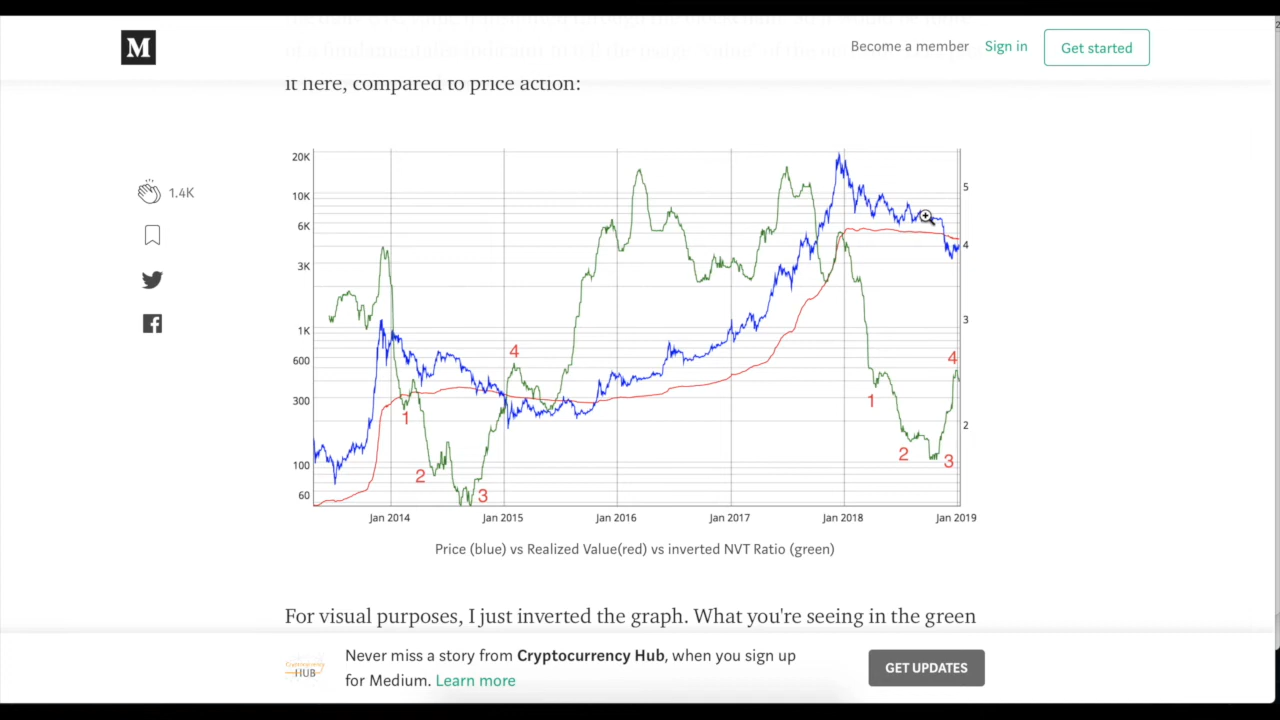 M
Become a member Sign in Get started
it here, compared to price action:
1.4K
20K
10K
6K
3K
1K
600
300
100
60
5
4
3
2
4
1
2
3
1
2
3
4
Jan 2014 Jan 2015 Jan 2016 Jan 2017 Jan 2018 Jan 2019
Price (blue) vs Realized Value(red) vs inverted NVT Ratio (green)
For visual purposes, I just inverted the graph. What you're seeing in the green
Cryptocurrency
HUB
Never miss a story from Cryptocurrency Hub, when you sign up
for Medium. Learn more
GET UPDATES